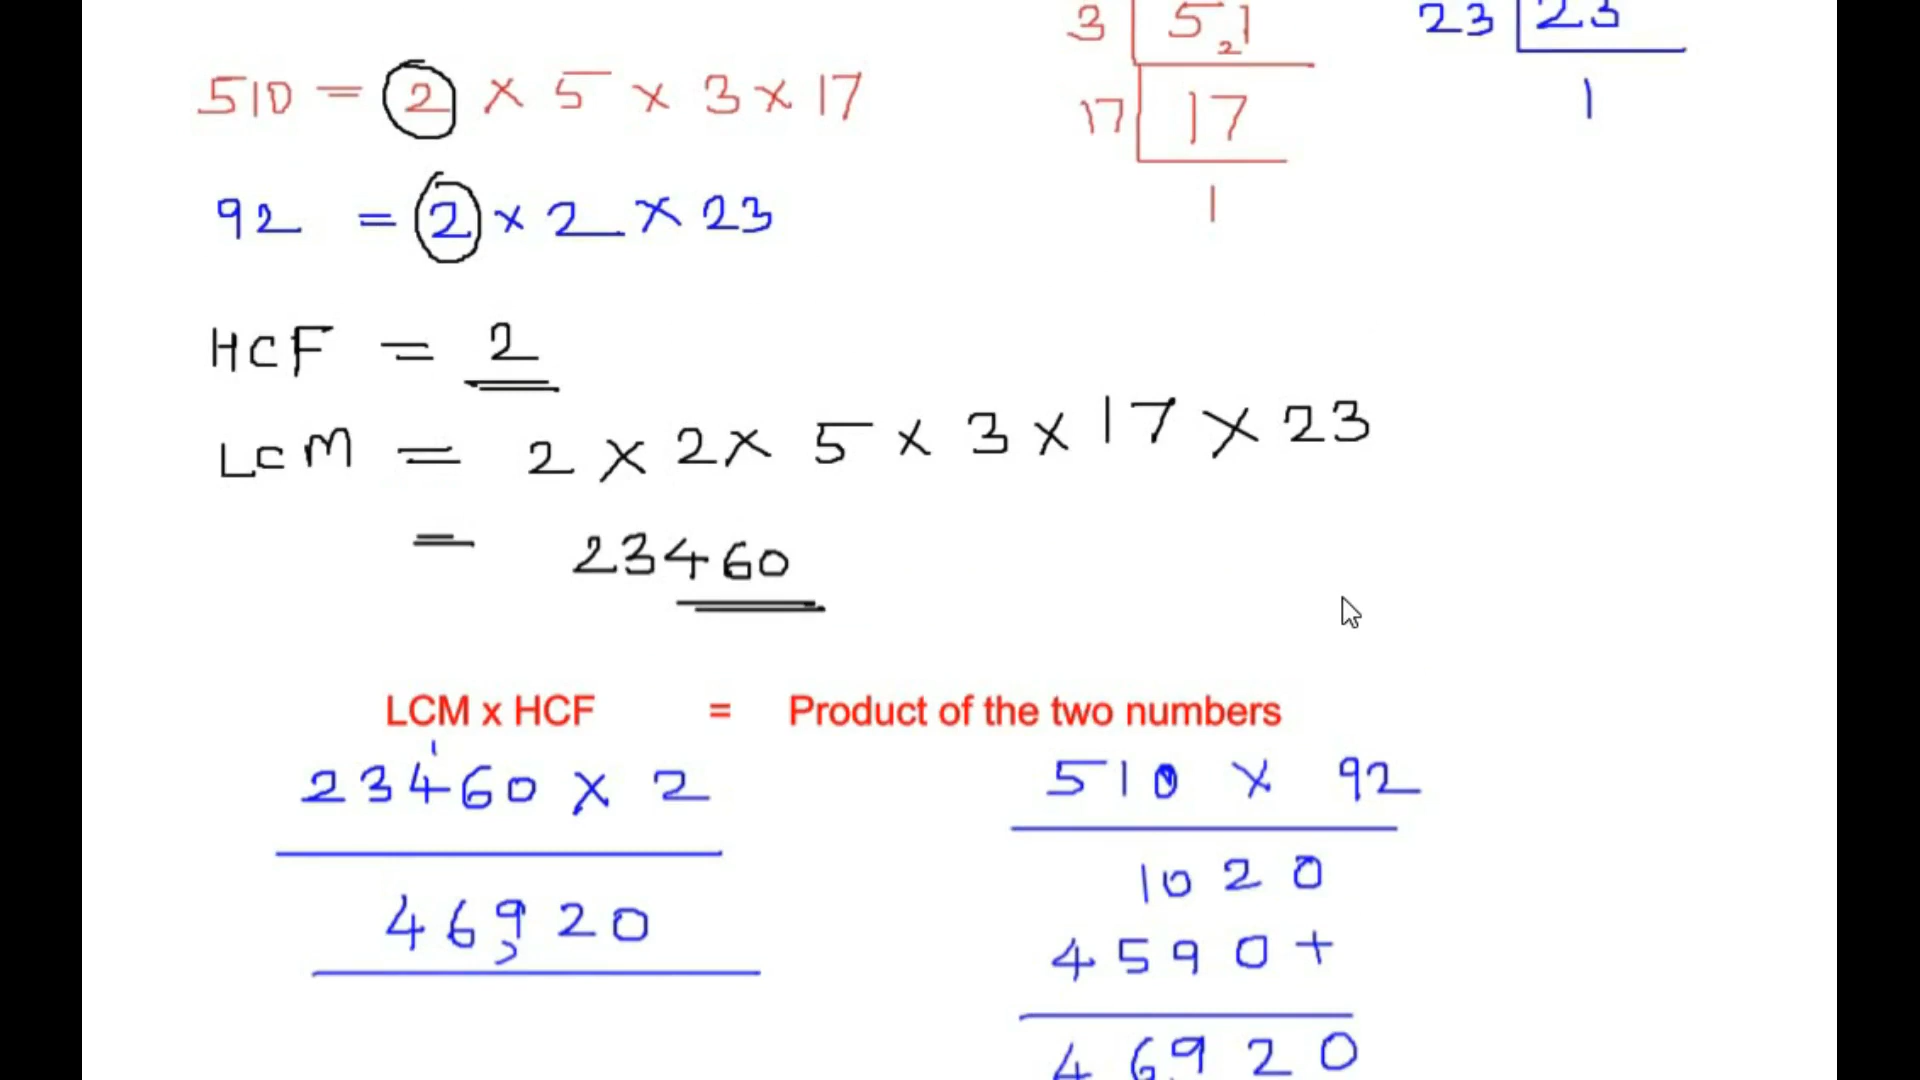 3 | 5 2 1
23 | 23
17 | 17
1
1
510 = 2 × 5 × 3 × 17
92 = 2 × 2 × 23
HCF = 2
LCM = 2 × 2 × 5 × 3 × 17 × 23
= 23460
LCM x HCF = Product of the two numbers
1
23460 × 2
46920
510 × 92
1020
4590 +
46920